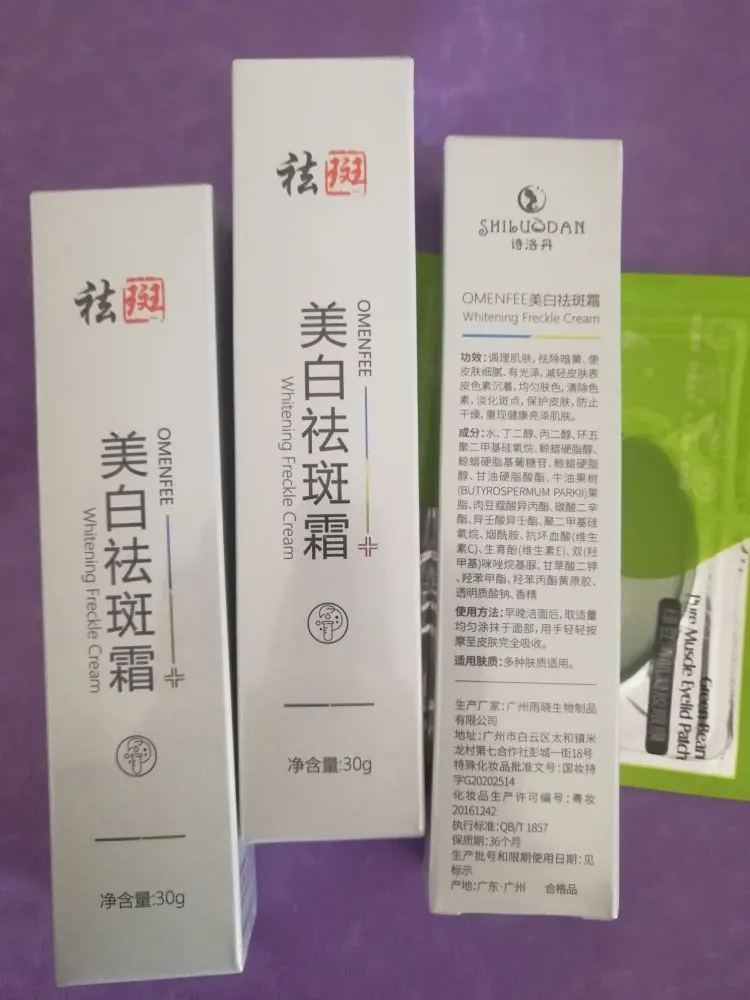 祛斑
OMENFEE
美白祛斑霜
Whitening Freckle Cream
净含量:30g
祛斑
OMENFEE
美白祛斑霜
Whitening Freckle Cream
净含量:30g
SHILUODAN
诗洛丹
OMENFEE美白祛斑霜
Whitening Freckle Cream
功效:调理肌肤,祛除暗黄、使
皮肤细腻、有光泽,减轻皮肤表
皮色素沉着,均匀肤色,清除色
素,淡化斑点,保护皮肤,防止
干燥,重现健康亮泽肌肤。
成分:水、丁二醇、丙二醇、环五
聚二甲基硅氧烷、鲸蜡硬脂醇、
鲸蜡硬脂基葡糖苷、鲸蜡硬脂
醇、甘油硬脂酸酯、牛油果树
(BUTYROSPERMUM PARKII)果
脂、肉豆蔻酸异丙酯、碳酸二辛
酯、异壬酸异壬酯、聚二甲基硅
氧烷、烟酰胺、抗坏血酸(维生
素C)、生育酚(维生素E)、双(羟
甲基)咪唑烷基脲、甘草酸二钾
、羟苯甲酯、羟苯丙酯黄原胶、
透明质酸钠、香精
使用方法:早晚洁面后,取适量
均匀涂抹于面部,用手轻轻按
摩至皮肤完全吸收。
适用肤质:多种肤质适用。
生产厂家:广州雨晓生物制品
有限公司
地址:广州市白云区太和镇米
龙村第七合作社彭城一街18号
特殊化妆品批准文号:国妆特
字G20202514
化妆品生产许可编号:粤妆
20161242
执行标准:QB/T 1857
保质期:36个月
生产批号和限期使用日期:见
标示
产地:广东·广州 合格品
Green Bean
Pure Muscle Eyelid Patch